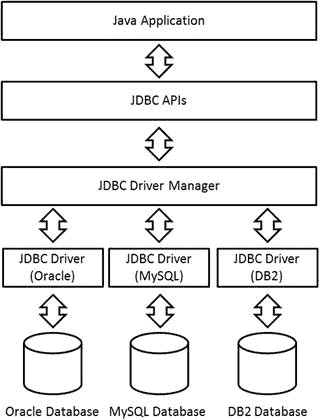 Java Application
JDBC APIs
JDBC Driver Manager
JDBC Driver
(Oracle)
JDBC Driver
(MySQL)
JDBC Driver
(DB2)
Oracle Database
MySQL Database
DB2 Database